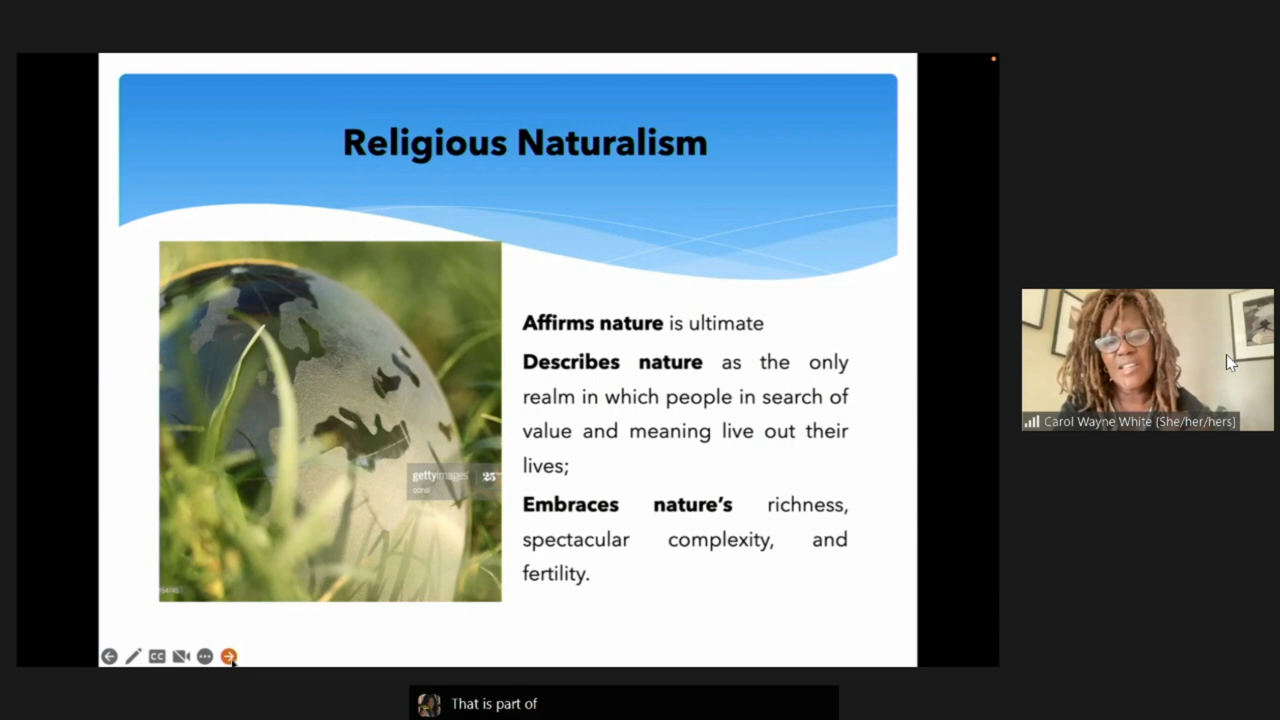 Religious Naturalism
Affirms nature is ultimate
Describes nature as the only
realm in which people in search of
value and meaning live out their
lives;
Embraces nature's richness,
spectacular complexity, and
fertility.
gettyimages
CC
Carol Wayne White (She/her/hers)
That is part of